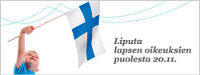 Liputa
lapsen oikeuksien
puolesta 20.11.